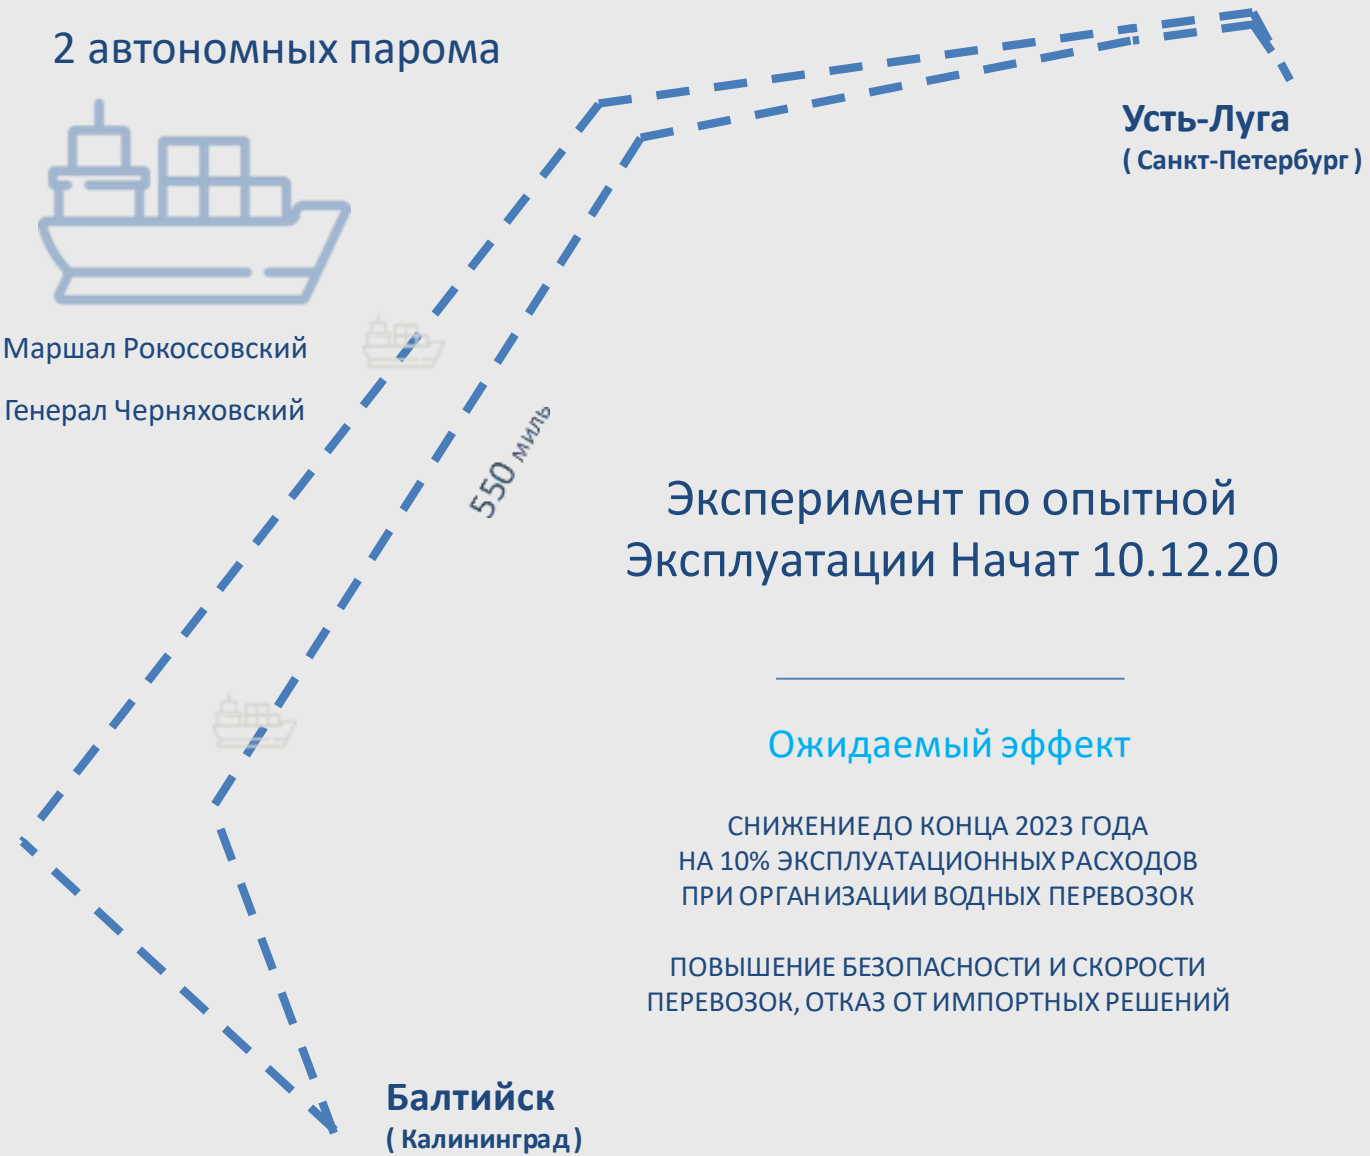 2 автономных парома
Усть-Луга
( Санкт-Петербург )
Маршал Рокоссовский
Генерал Черняховский
550 миль
Эксперимент по опытной
Эксплуатации Начат 10.12.20
Ожидаемый эффект
СНИЖЕНИЕ ДО КОНЦА 2023 ГОДА
НА 10% ЭКСПЛУАТАЦИОННЫХ РАСХОДОВ
ПРИ ОРГАНИЗАЦИИ ВОДНЫХ ПЕРЕВОЗОК
ПОВЫШЕНИЕ БЕЗОПАСНОСТИ И СКОРОСТИ
ПЕРЕВОЗОК, ОТКАЗ ОТ ИМПОРТНЫХ РЕШЕНИЙ
Балтийск
( Калининград )